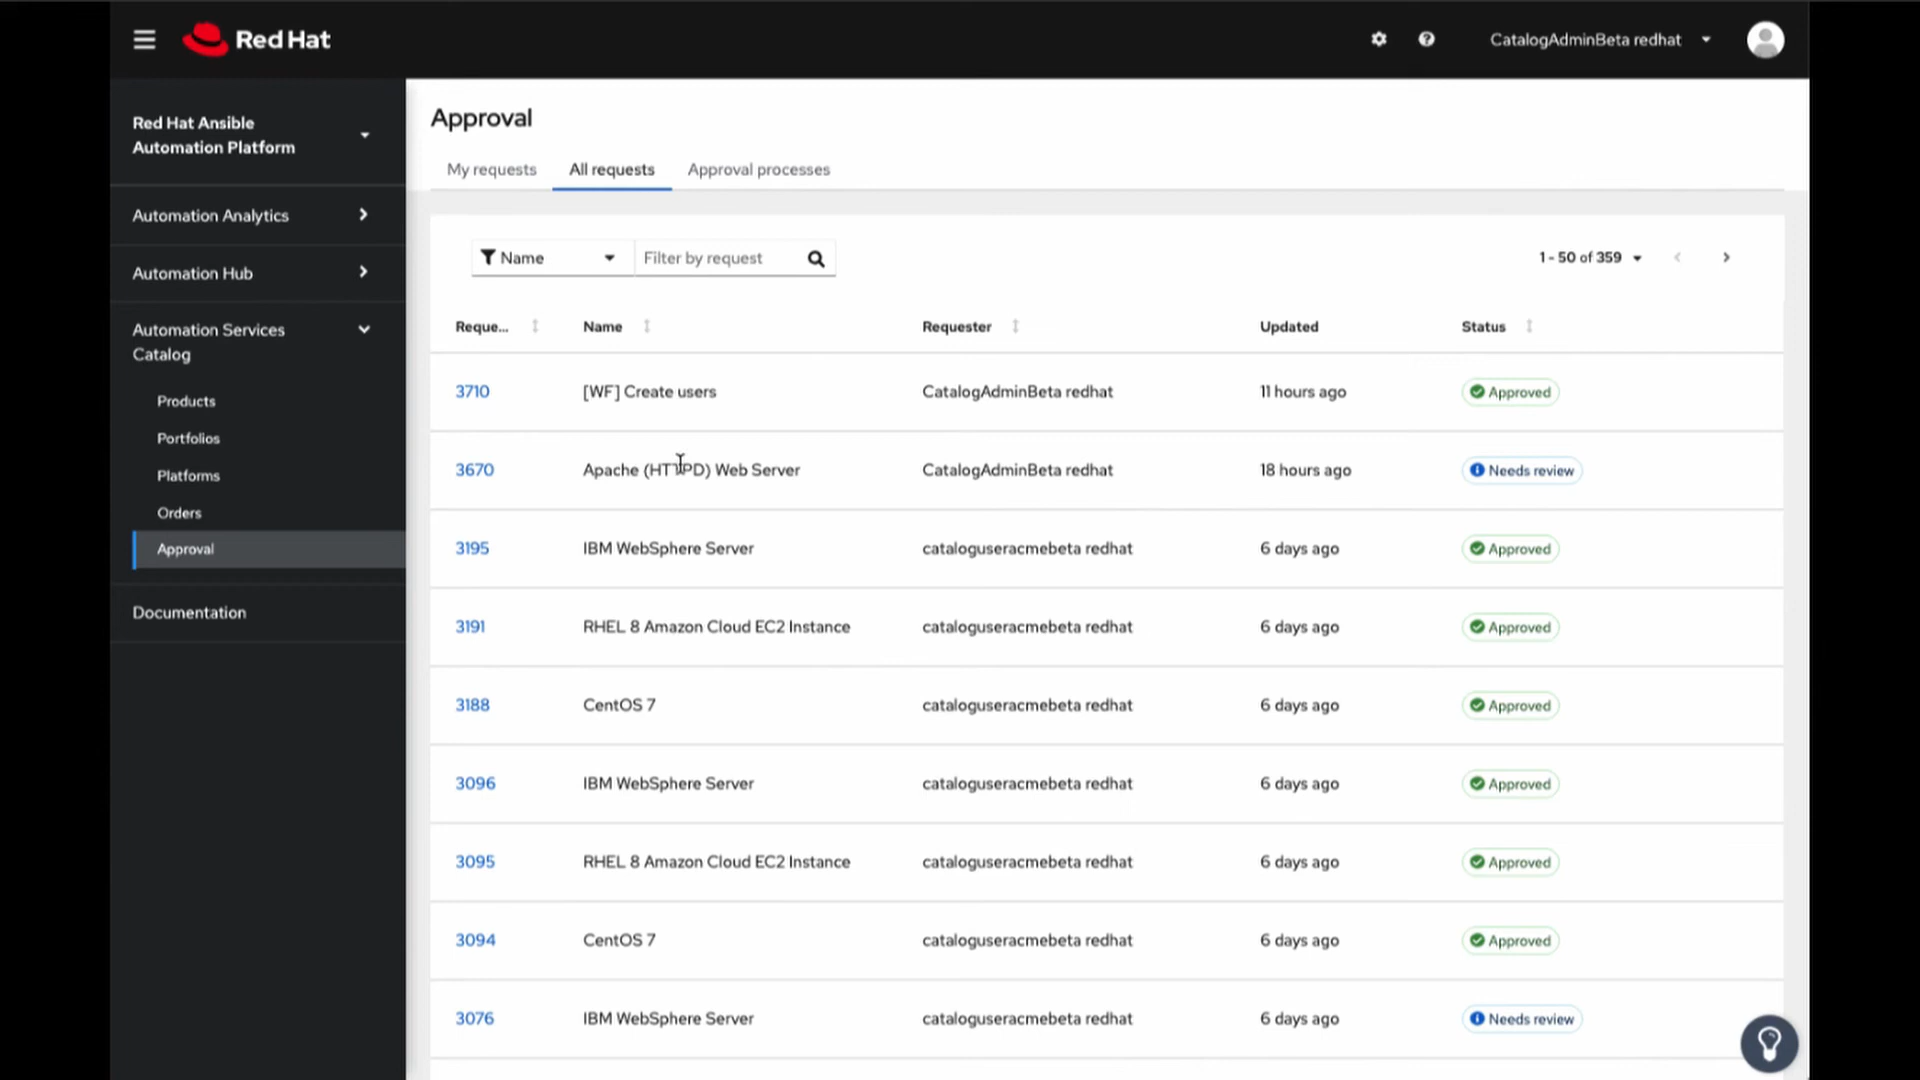 Red Hat
CatalogAdminBeta redhat
Red Hat Ansible
Automation Platform
Automation Analytics
Automation Hub
Automation Services
Catalog
Products
Portfolios
Platforms
Orders
Approval
Documentation
Approval
My requests All requests Approval processes
Name Filter by request 1 - 50 of 359
Reque... Name Requester Updated Status
3710 [WF] Create users CatalogAdminBeta redhat 11 hours ago Approved
3670 Apache (HTTPD) Web Server CatalogAdminBeta redhat 18 hours ago Needs review
3195 IBM WebSphere Server cataloguseracmebeta redhat 6 days ago Approved
3191 RHEL 8 Amazon Cloud EC2 Instance cataloguseracmebeta redhat 6 days ago Approved
3188 CentOS 7 cataloguseracmebeta redhat 6 days ago Approved
3096 IBM WebSphere Server cataloguseracmebeta redhat 6 days ago Approved
3095 RHEL 8 Amazon Cloud EC2 Instance cataloguseracmebeta redhat 6 days ago Approved
3094 CentOS 7 cataloguseracmebeta redhat 6 days ago Approved
3076 IBM WebSphere Server cataloguseracmebeta redhat 6 days ago Needs review